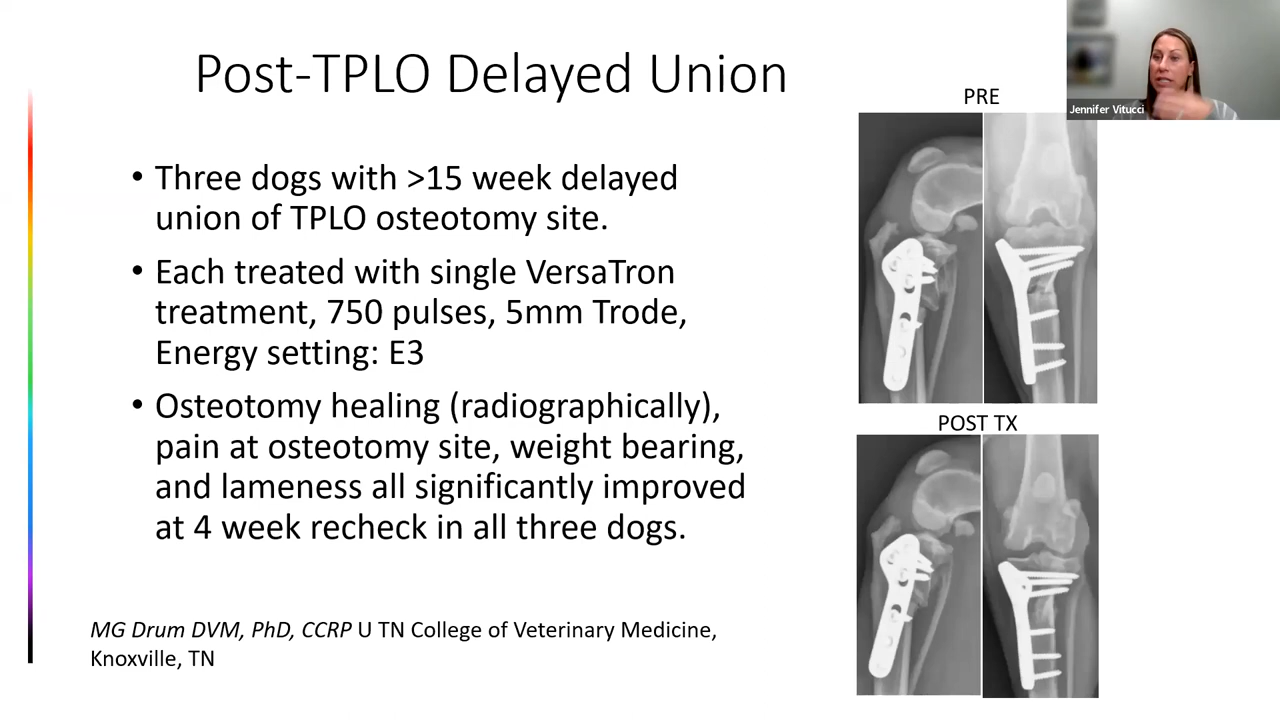 Post-TPLO Delayed Union
PRE
Jennifer Vitucci
• Three dogs with >15 week delayed
union of TPLO osteotomy site.
• Each treated with single VersaTron
treatment, 750 pulses, 5mm Trode,
Energy setting: E3
• Osteotomy healing (radiographically),
pain at osteotomy site, weight bearing,
and lameness all significantly improved
at 4 week recheck in all three dogs.
POST TX
MG Drum DVM, PhD, CCRP U TN College of Veterinary Medicine,
Knoxville, TN